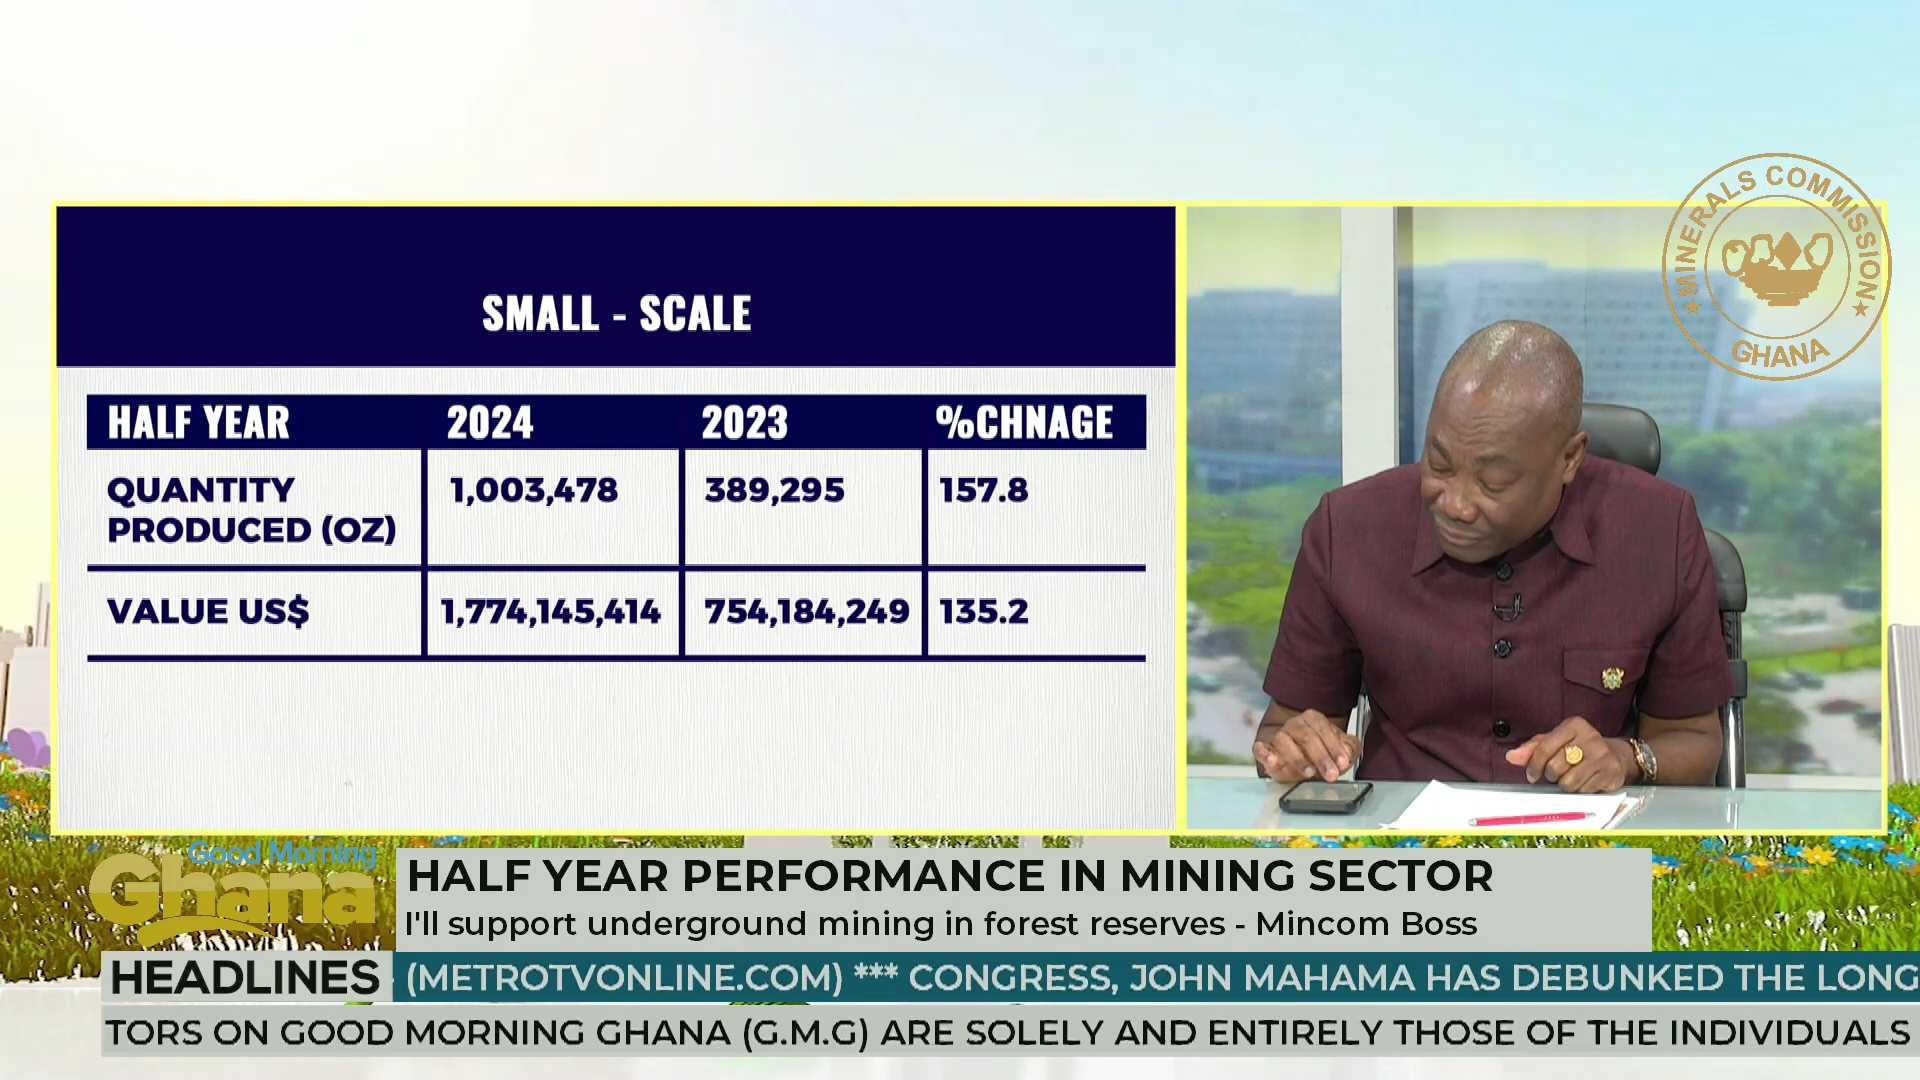 MINERALS COMMISSION
GHANA
SMALL - SCALE
HALF YEAR 2024 2023 %CHNAGE
QUANTITY PRODUCED (OZ) 1,003,478 389,295 157.8
VALUE US$ 1,774,145,414 754,184,249 135.2
Good Morning
Ghana
HALF YEAR PERFORMANCE IN MINING SECTOR
I'll support underground mining in forest reserves - Mincom Boss
HEADLINES (METROTVONLINE.COM) *** CONGRESS, JOHN MAHAMA HAS DEBUNKED THE LONG
TORS ON GOOD MORNING GHANA (G.M.G) ARE SOLELY AND ENTIRELY THOSE OF THE INDIVIDUALS